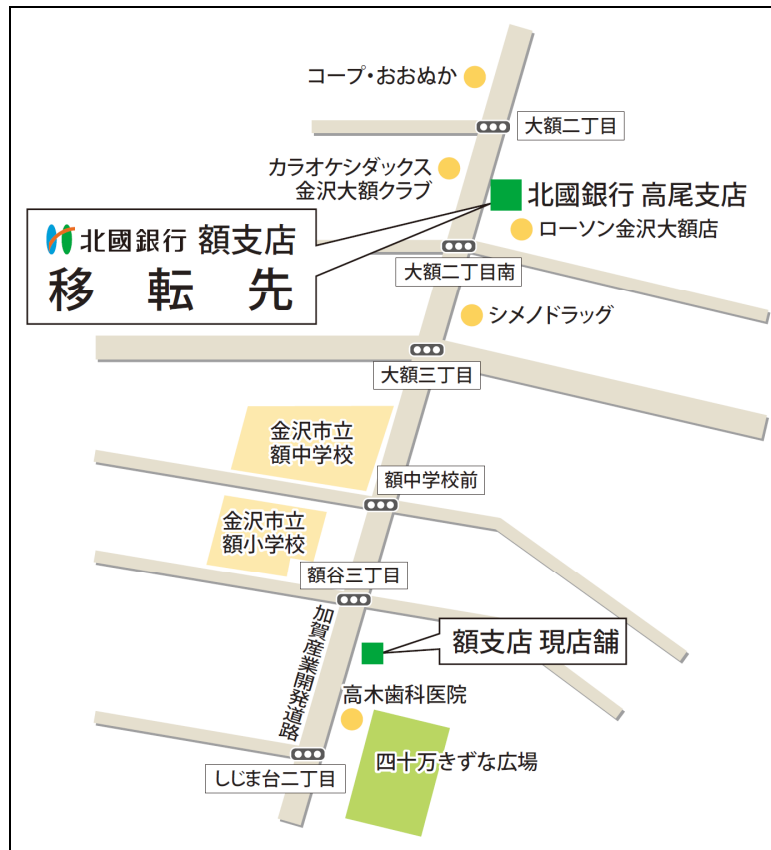 コープ・おおぬか
大額二丁目
カラオケシダックス
金沢大額クラブ
北國銀行 高尾支店
ローソン金沢大額店
北國銀行 額支店
移 転 先
大額二丁目南
シメノドラッグ
大額三丁目
金沢市立
額中学校
額中学校前
金沢市立
額小学校
額谷三丁目
加賀産業開発道路
額支店 現店舗
高木歯科医院
四十万きずな広場
しじま台二丁目